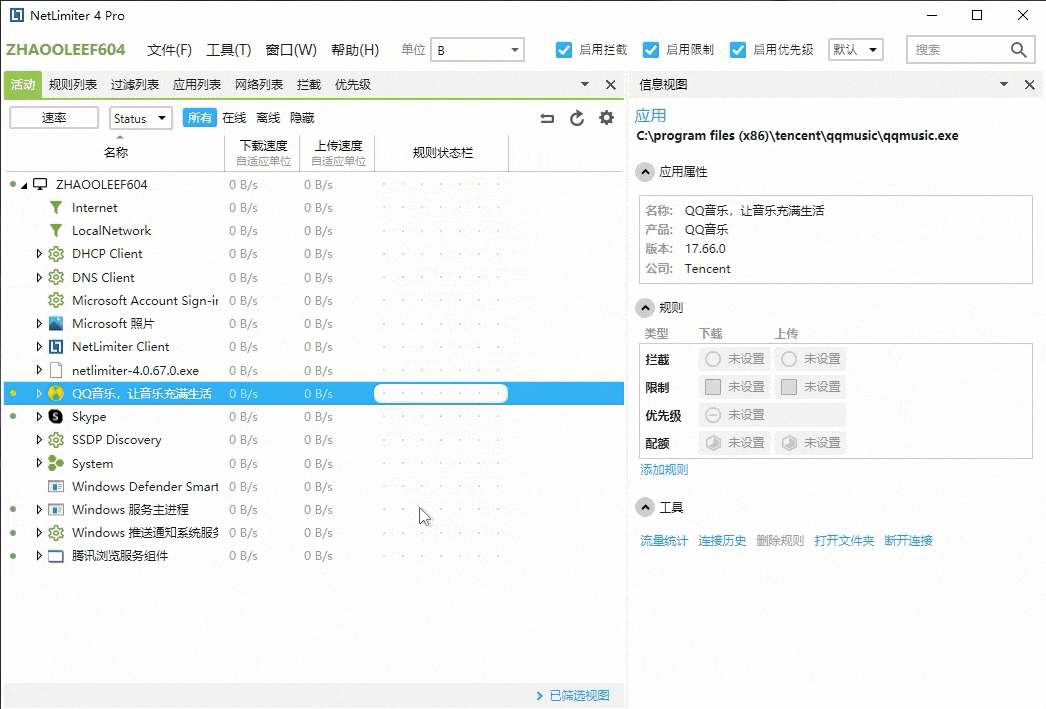 NetLimiter 4 Pro
ZHAOOLEEF604 文件(F) 工具(T) 窗口(W) 帮助(H) 单位 B 启用拦截 启用限制 启用优先级 默认 搜索
活动 规则列表 过滤列表 应用列表 网络列表 拦截 优先级
速率 Status 所有 在线 离线 隐藏
名称 下载速度 上传速度 规则状态栏
自适应单位 自适应单位
ZHAOOLEEF604 0 B/s 0 B/s
Internet 0 B/s 0 B/s
LocalNetwork 0 B/s 0 B/s
DHCP Client 0 B/s 0 B/s
DNS Client 0 B/s 0 B/s
Microsoft Account Sign-in 0 B/s 0 B/s
Microsoft 照片 0 B/s 0 B/s
NetLimiter Client 0 B/s 0 B/s
netlimiter-4.0.67.0.exe 0 B/s 0 B/s
QQ音乐，让音乐充满生活 0 B/s 0 B/s
Skype 0 B/s 0 B/s
SSDP Discovery 0 B/s 0 B/s
System 0 B/s 0 B/s
Windows Defender Smart 0 B/s 0 B/s
Windows 服务主进程 0 B/s 0 B/s
Windows 推送通知系统服务 0 B/s 0 B/s
腾讯浏览服务组件 0 B/s 0 B/s
已筛选视图
信息视图
应用
C:\program files (x86)\tencent\qqmusic\qqmusic.exe
应用属性
名称: QQ音乐，让音乐充满生活
产品: QQ音乐
版本: 17.66.0
公司: Tencent
规则
类型 下载 上传
拦截 未设置 未设置
限制 未设置 未设置
优先级 未设置
配额 未设置 未设置
添加规则
工具
流量统计 连接历史 删除规则 打开文件夹 断开连接